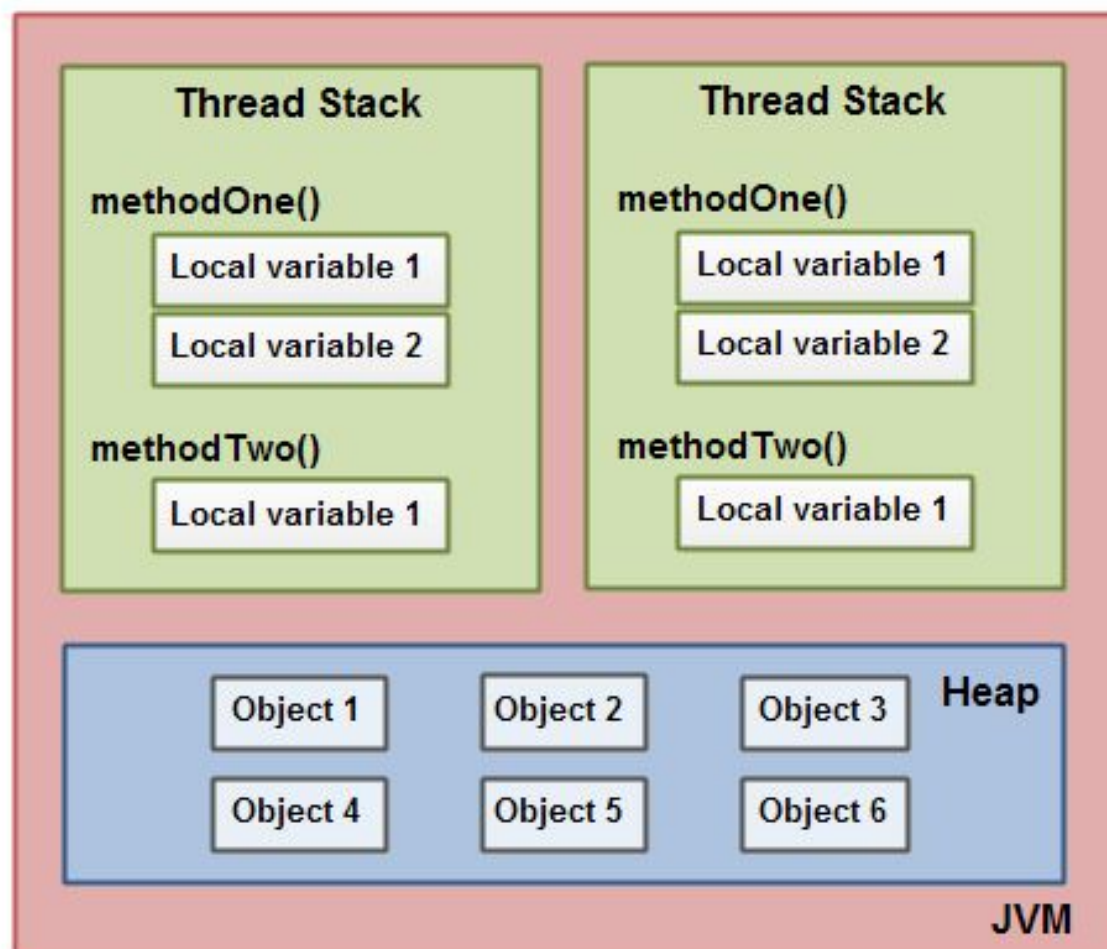 Thread Stack
methodOne()
Local variable 1
Local variable 2
methodTwo()
Local variable 1
Thread Stack
methodOne()
Local variable 1
Local variable 2
methodTwo()
Local variable 1
Heap
Object 1
Object 2
Object 3
Object 4
Object 5
Object 6
JVM